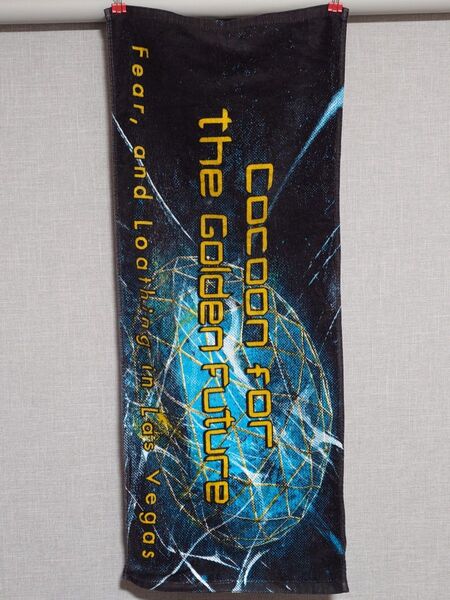 Cocoon for
the Golden Future
Fear, and Loathing in Las Vegas